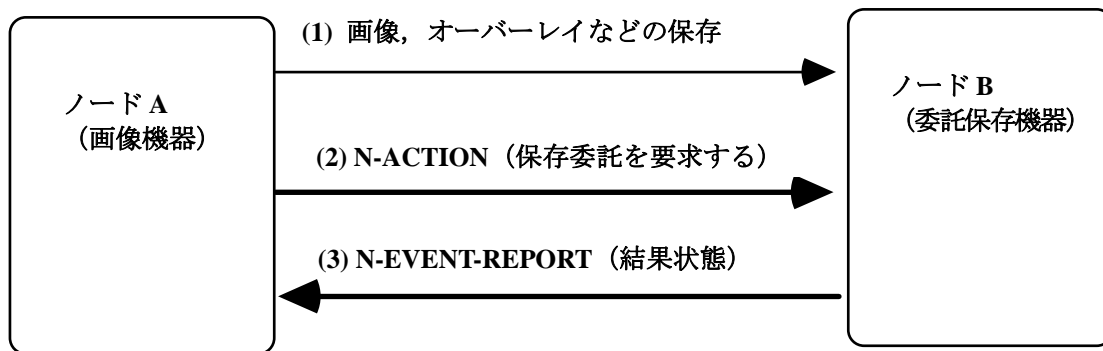 (1) 画像，オーバーレイなどの保存
ノード A
（画像機器）
ノード B
（委託保存機器）
(2) N-ACTION（保存委託を要求する）
(3) N-EVENT-REPORT（結果状態）